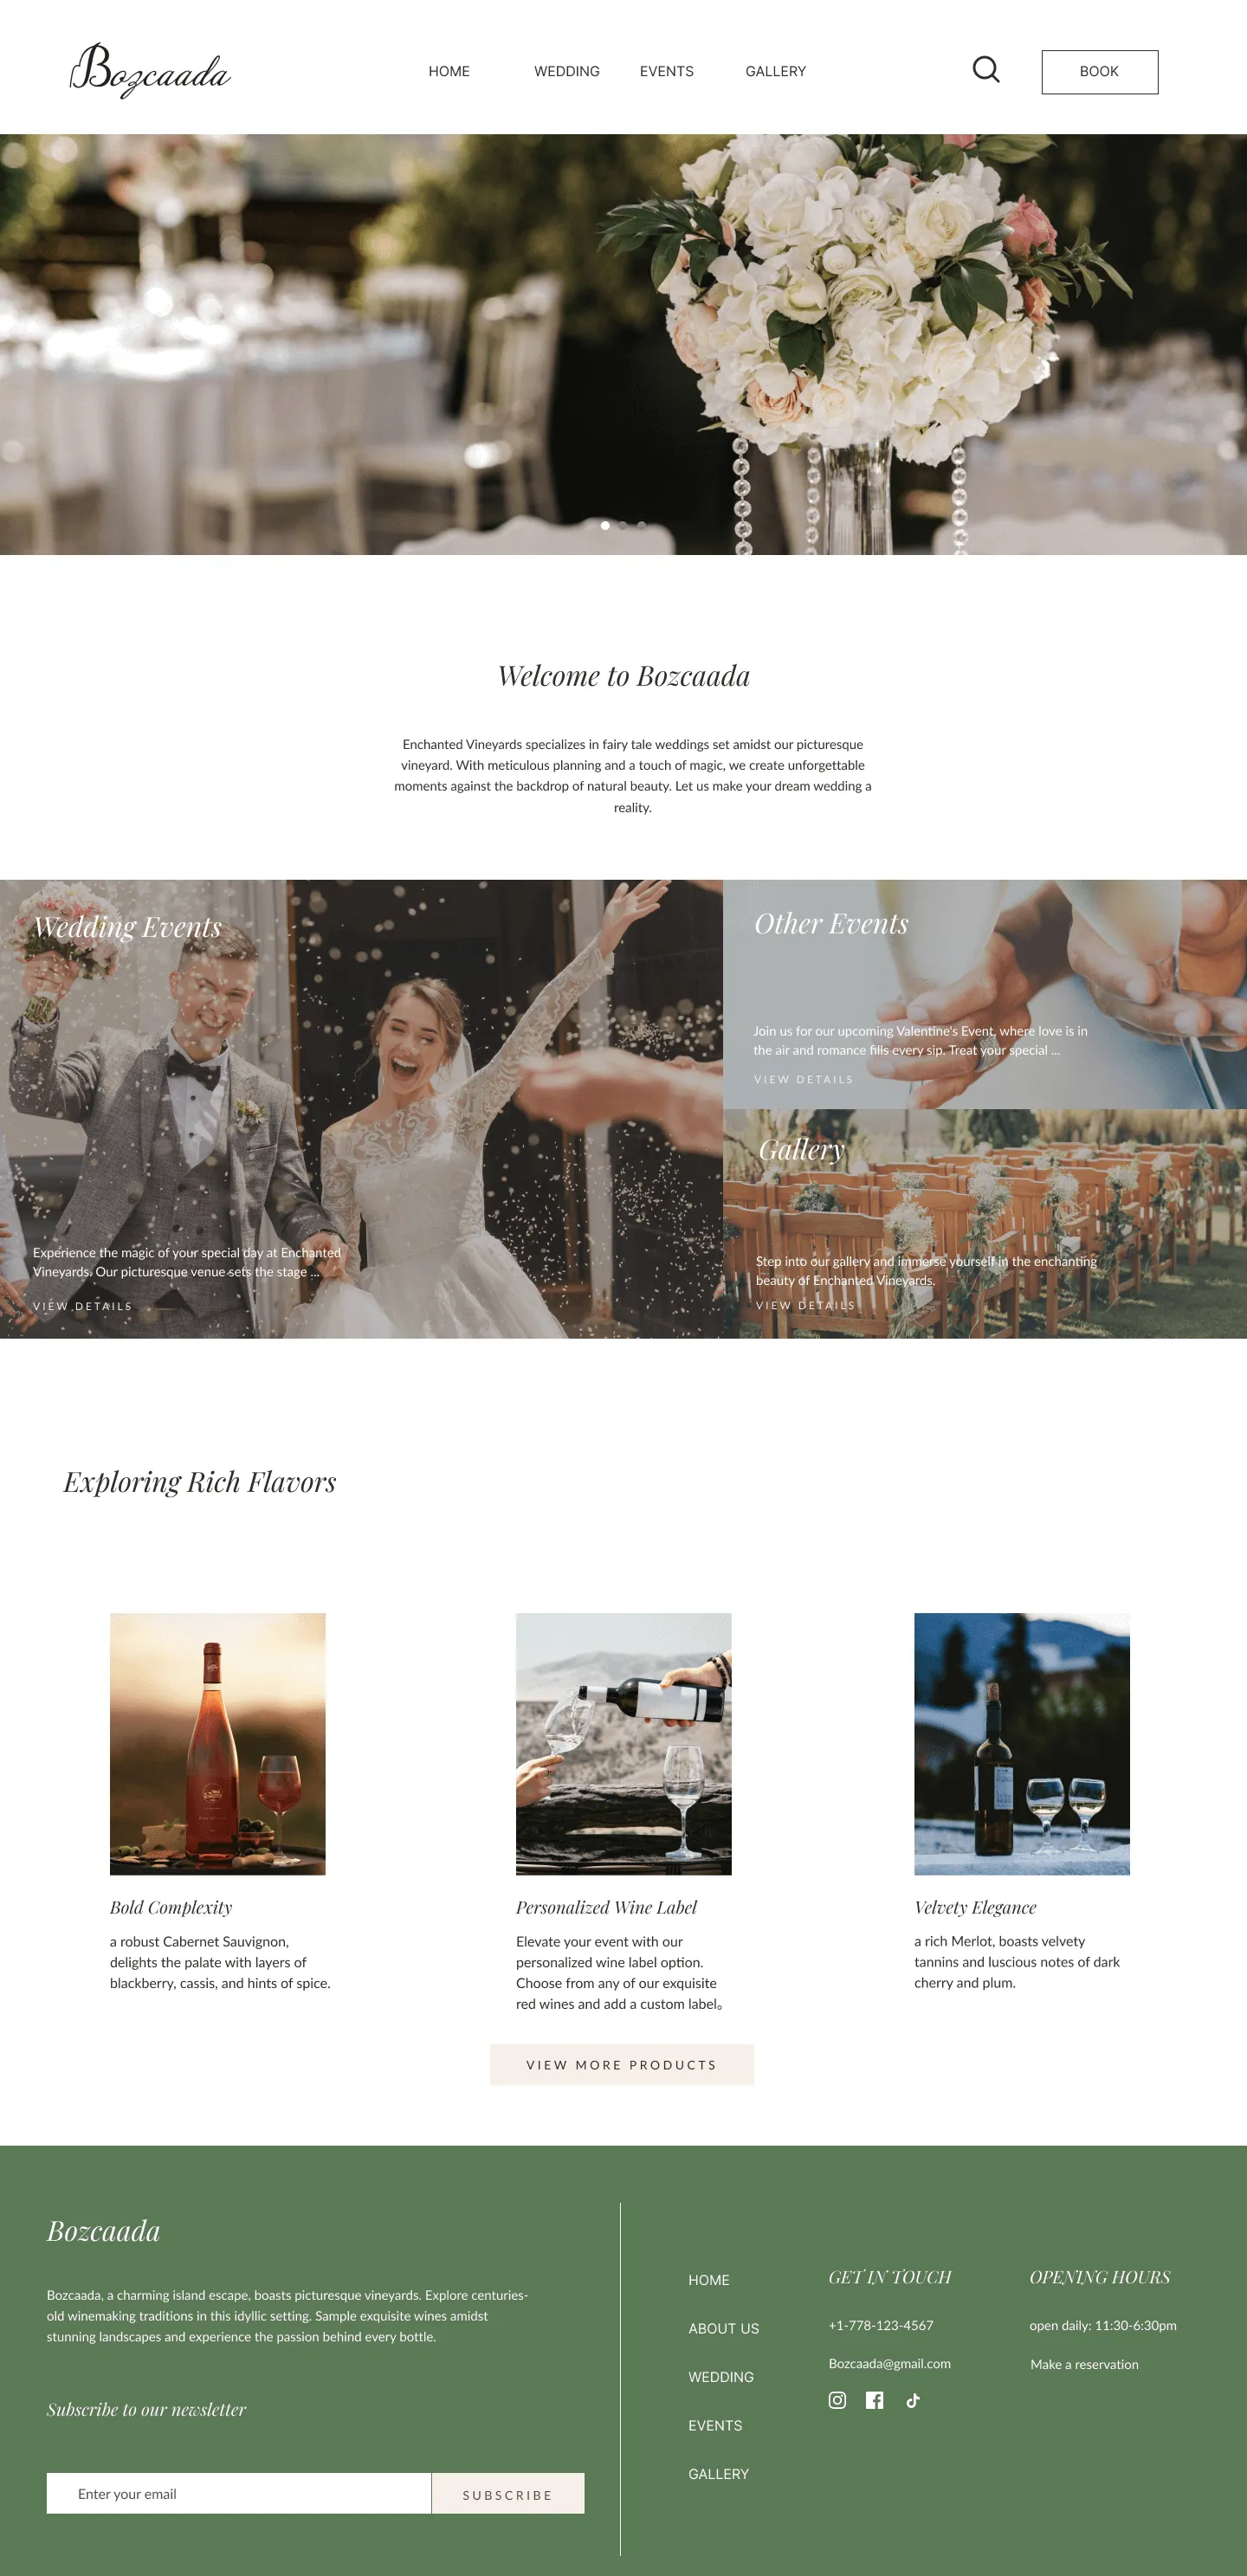 Bozcaada
HOME
WEDDING
EVENTS
GALLERY
BOOK
Welcome to Bozcaada
Enchanted Vineyards specializes in fairy tale weddings set amidst our picturesque
vineyard. With meticulous planning and a touch of magic, we create unforgettable
moments against the backdrop of natural beauty. Let us make your dream wedding a
reality.
Wedding Events
Experience the magic of your special day at Enchanted
Vineyards. Our picturesque venue sets the stage ...
VIEW DETAILS
Other Events
Join us for our upcoming Valentine's Event, where love is in
the air and romance fills every sip. Treat your special ...
VIEW DETAILS
Gallery
Step into our gallery and immerse yourself in the enchanting
beauty of Enchanted Vineyards.
VIEW DETAILS
Exploring Rich Flavors
Bold Complexity
a robust Cabernet Sauvignon,
delights the palate with layers of
blackberry, cassis, and hints of spice.
Personalized Wine Label
Elevate your event with our
personalized wine label option.
Choose from any of our exquisite
red wines and add a custom label。
Velvety Elegance
a rich Merlot, boasts velvety
tannins and luscious notes of dark
cherry and plum.
VIEW MORE PRODUCTS
Bozcaada
Bozcaada, a charming island escape, boasts picturesque vineyards. Explore centuries-
old winemaking traditions in this idyllic setting. Sample exquisite wines amidst
stunning landscapes and experience the passion behind every bottle.
Subscribe to our newsletter
Enter your email
SUBSCRIBE
HOME
ABOUT US
WEDDING
EVENTS
GALLERY
GET IN TOUCH
+1-778-123-4567
Bozcaada@gmail.com
OPENING HOURS
open daily: 11:30-6:30pm
Make a reservation